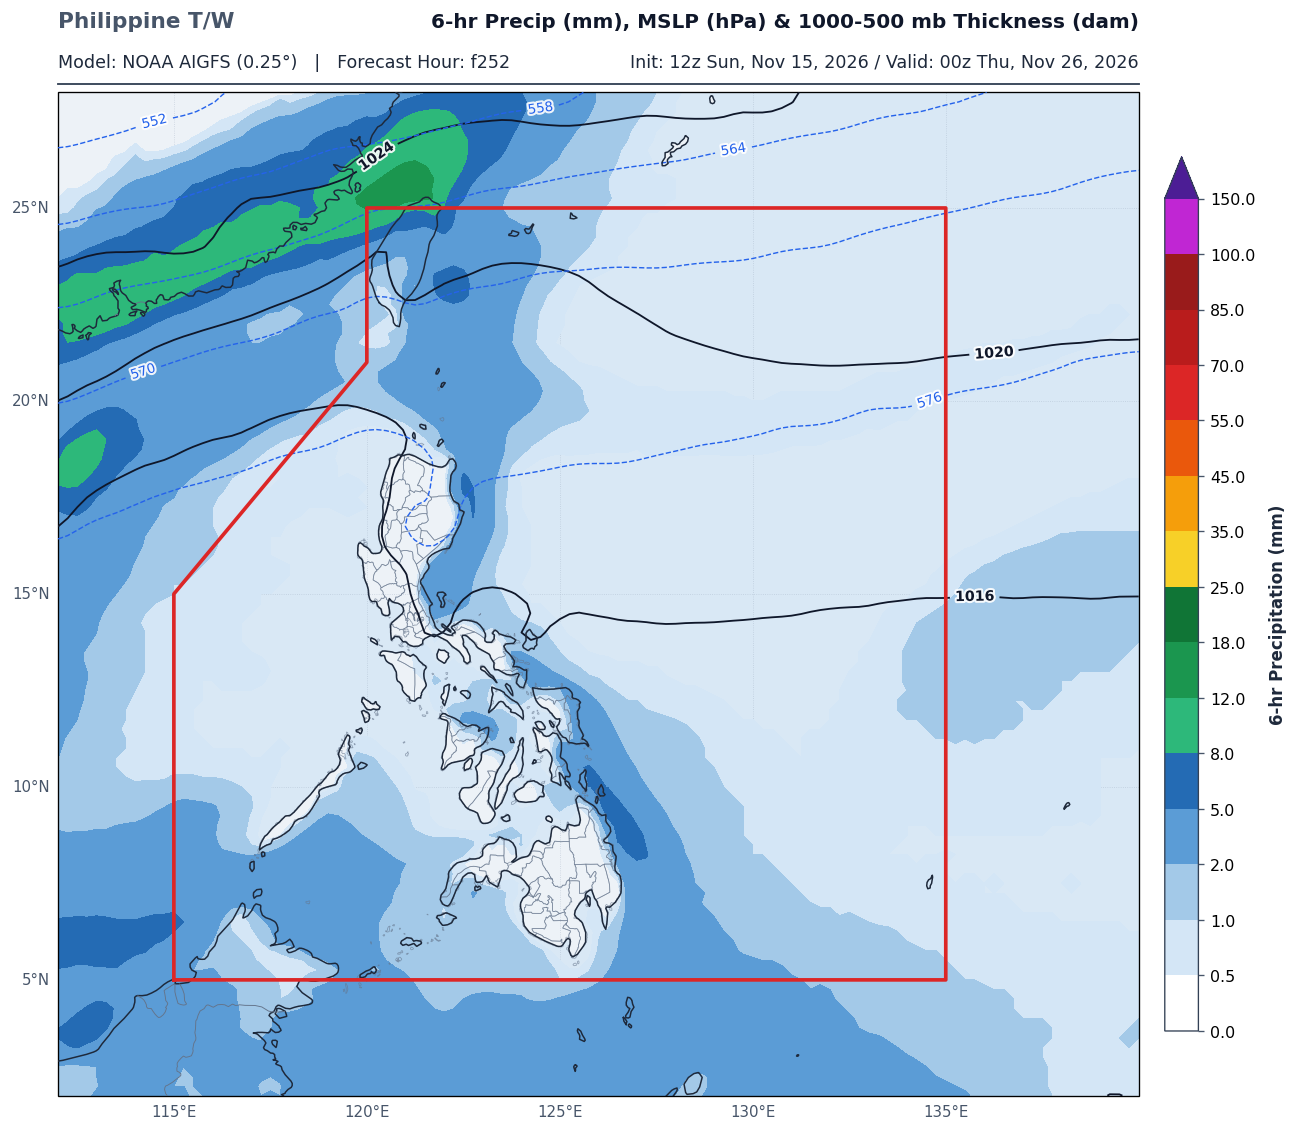 Philippine T/W
6-hr Precip (mm), MSLP (hPa) & 1000-500 mb Thickness (dam)
Model: NOAA AIGFS (0.25°) | Forecast Hour: f252
Init: 12z Sun, Nov 15, 2026 / Valid: 00z Thu, Nov 26, 2026
552
558
1024
564
570
1020
576
1016
25°N
20°N
15°N
10°N
5°N
115°E
120°E
125°E
130°E
135°E
150.0
100.0
85.0
70.0
55.0
45.0
35.0
25.0
18.0
12.0
8.0
5.0
2.0
1.0
0.5
0.0
6-hr Precipitation (mm)